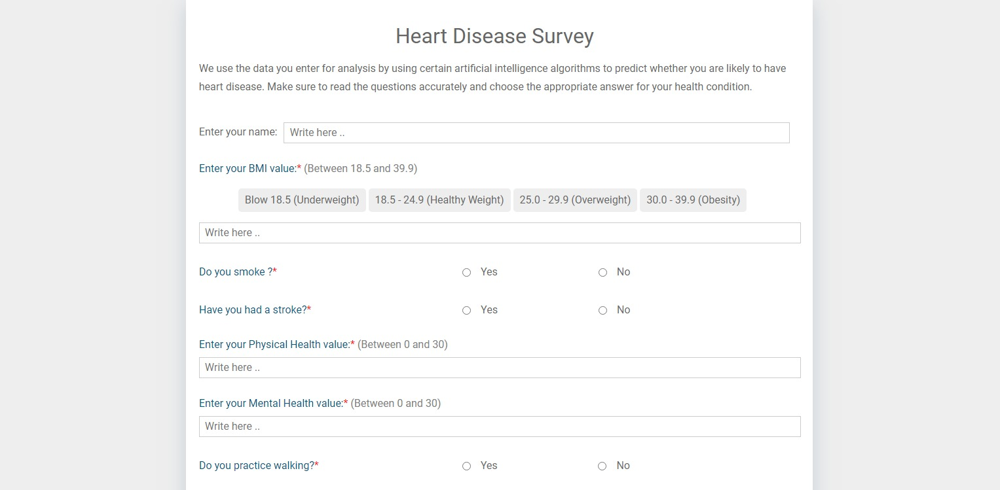 Heart Disease Survey
We use the data you enter for analysis by using certain artificial intelligence algorithms to predict whether you are likely to have
heart disease. Make sure to read the questions accurately and choose the appropriate answer for your health condition.
Enter your name: Write here ..
Enter your BMI value:* (Between 18.5 and 39.9)
Blow 18.5 (Underweight) 18.5 - 24.9 (Healthy Weight) 25.0 - 29.9 (Overweight) 30.0 - 39.9 (Obesity)
Write here ..
Do you smoke ?* Yes No
Have you had a stroke?* Yes No
Enter your Physical Health value:* (Between 0 and 30)
Write here ..
Enter your Mental Health value:* (Between 0 and 30)
Write here ..
Do you practice walking?* Yes No